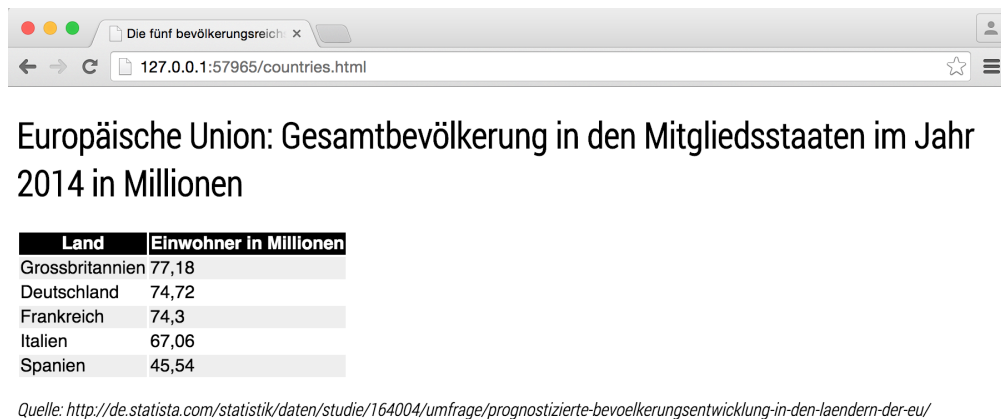 Die fünf bevölkerungsreich
127.0.0.1:57965/countries.html
Europäische Union: Gesamtbevölkerung in den Mitgliedsstaaten im Jahr
2014 in Millionen
Land Einwohner in Millionen
Grossbritannien 77,18
Deutschland 74,72
Frankreich 74,3
Italien 67,06
Spanien 45,54
Quelle: http://de.statista.com/statistik/daten/studie/164004/umfrage/prognostizierte-bevoelkerungsentwicklung-in-den-laendern-der-eu/